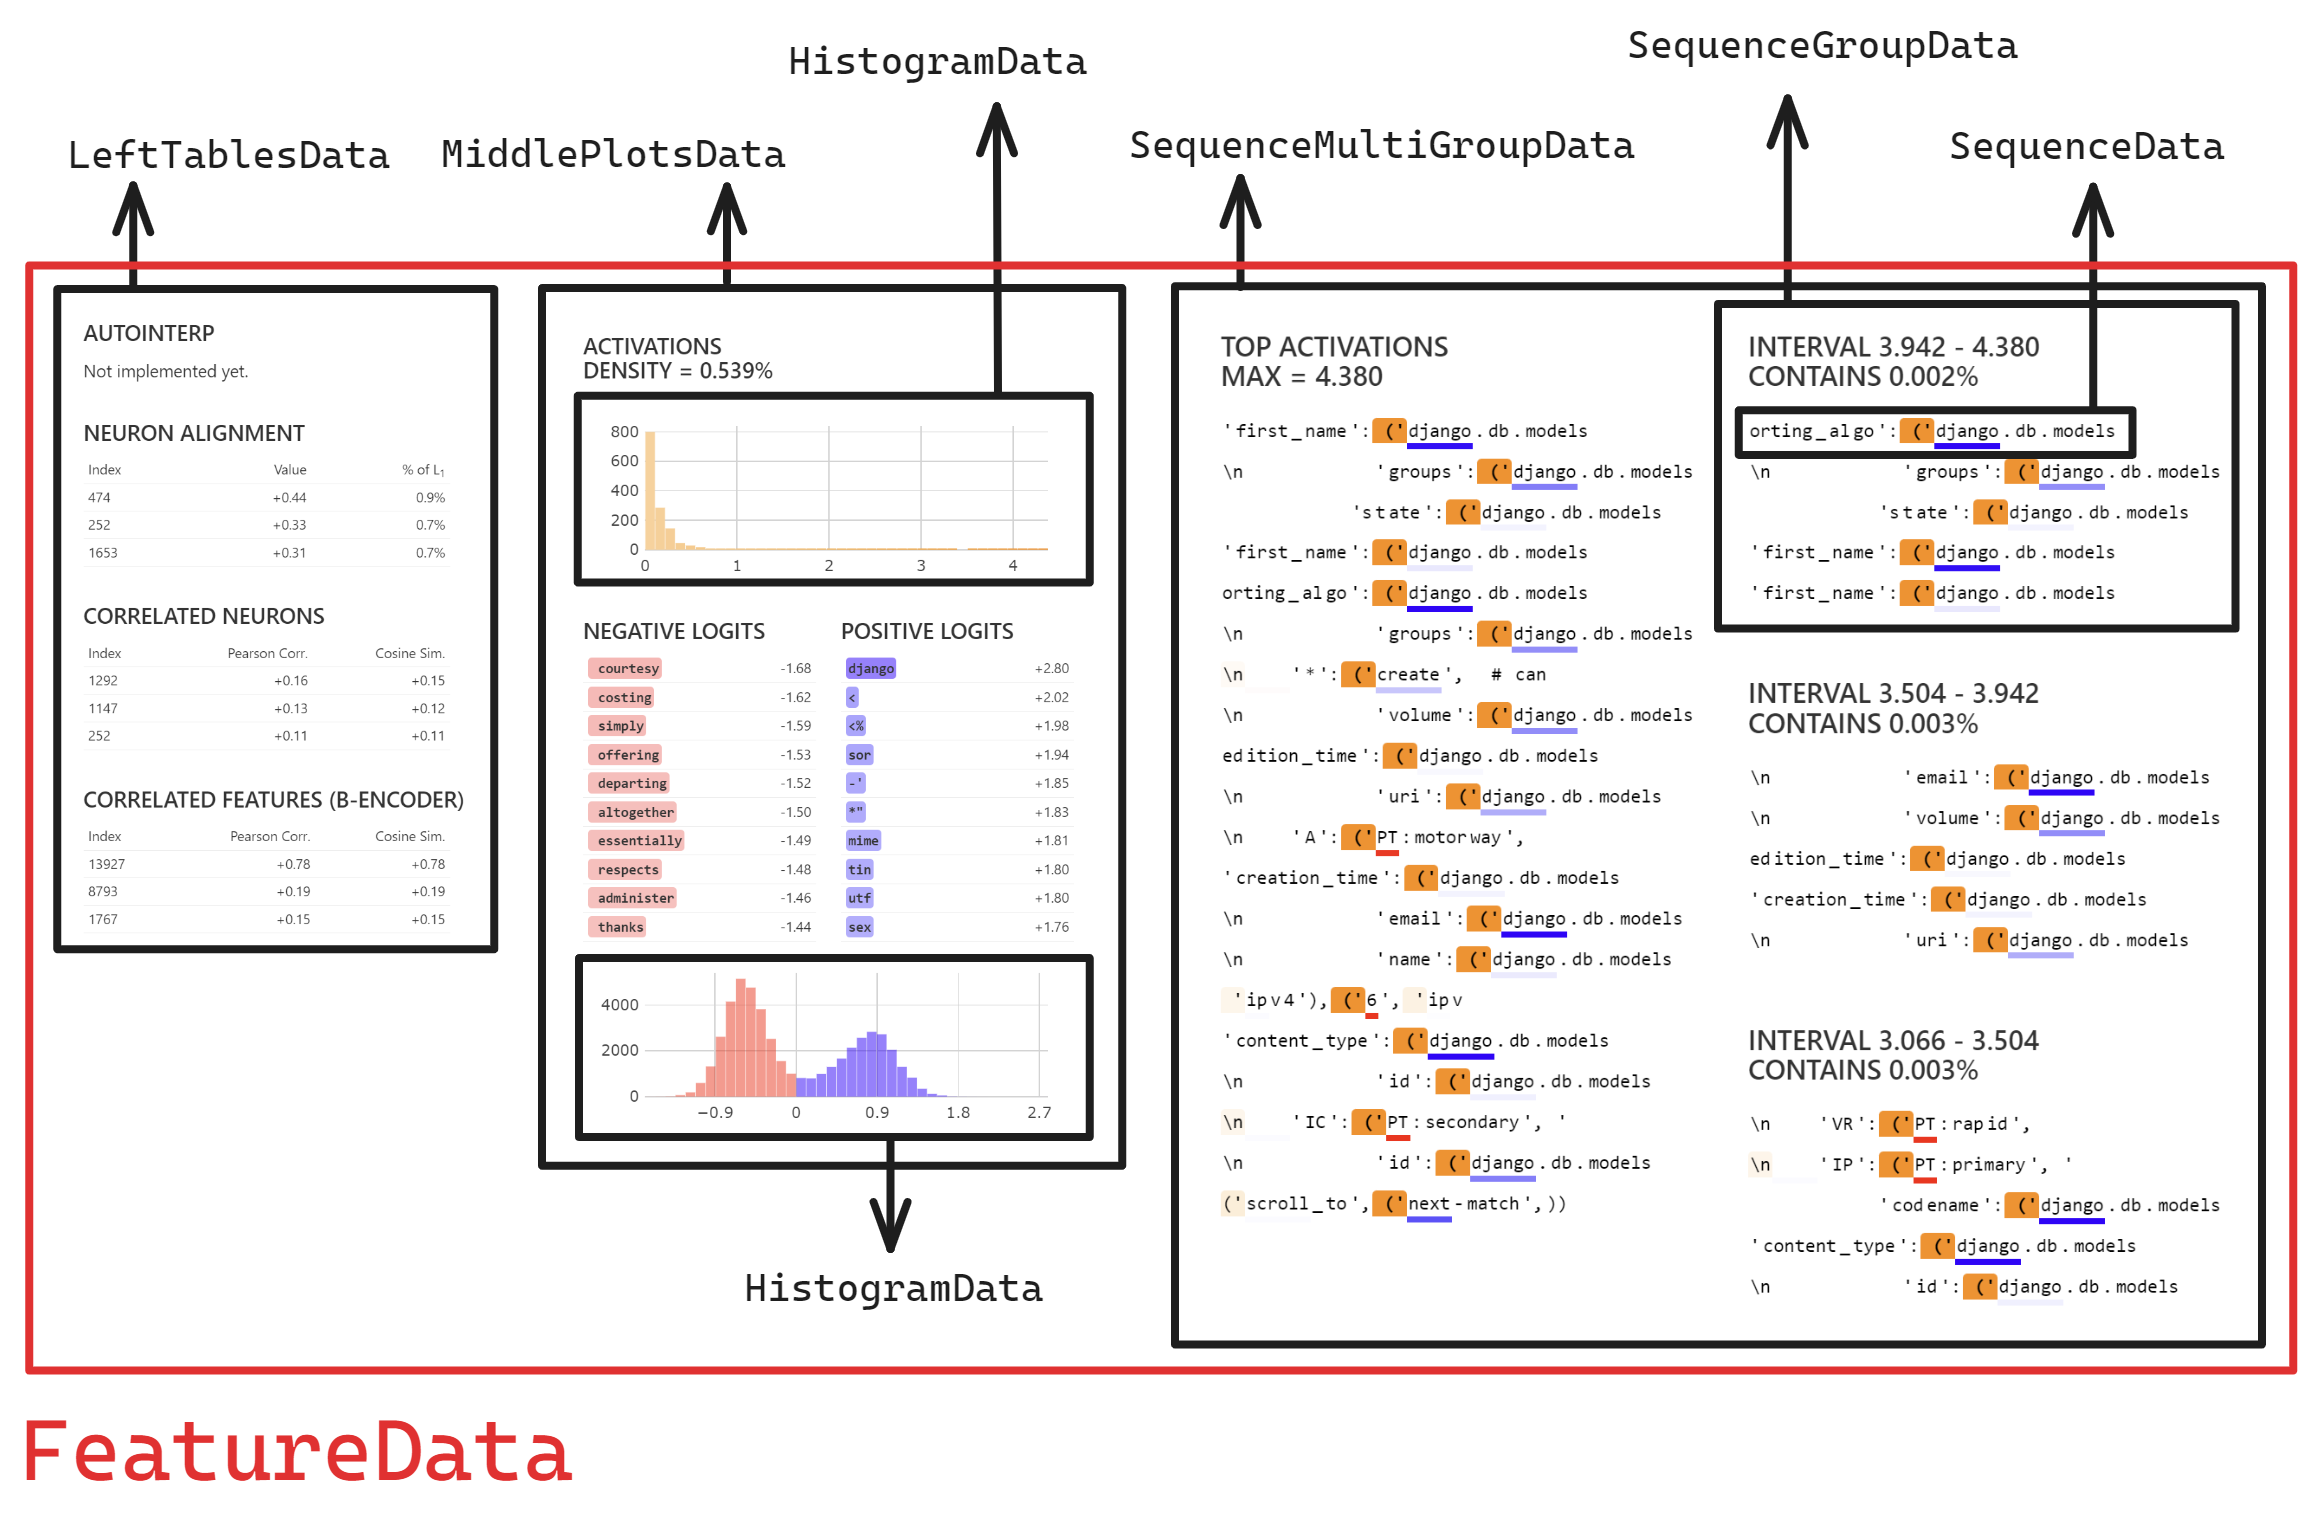 HistogramData
SequenceGroupData
LeftTablesData
MiddlePlotsData
SequenceMultiGroupData
SequenceData
AUTOINTERP
Not implemented yet.
NEURON ALIGNMENT
Index Value % of L1
474 +0.44 0.9%
252 +0.33 0.7%
1653 +0.31 0.7%
CORRELATED NEURONS
Index Pearson Corr. Cosine Sim.
1292 +0.16 +0.15
1147 +0.13 +0.12
252 +0.11 +0.11
CORRELATED FEATURES (B-ENCODER)
Index Pearson Corr. Cosine Sim.
13927 +0.78 +0.78
8793 +0.19 +0.19
1767 +0.15 +0.15
ACTIVATIONS
DENSITY = 0.539%
800
600
400
200
0
0 1 2 3 4
NEGATIVE LOGITS
courtesy -1.68
costing -1.62
simply -1.59
offering -1.53
departing -1.52
altogether -1.50
essentially -1.49
respects -1.48
administer -1.46
thanks -1.44
POSITIVE LOGITS
django +2.80
< +2.02
<% +1.98
sor +1.94
-' +1.85
*" +1.83
mime +1.81
tin +1.80
utf +1.80
sex +1.76
4000
2000
0
−0.9 0 0.9 1.8 2.7
HistogramData
TOP ACTIVATIONS
MAX = 4.380
'first_name': ('django.db.models
\n 'groups': ('django.db.models
'state': ('django.db.models
'first_name': ('django.db.models
orting_algo': ('django.db.models
\n 'groups': ('django.db.models
\n '*': ('create', # can
\n 'volume': ('django.db.models
edition_time': ('django.db.models
\n 'uri': ('django.db.models
\n 'A': ('PT:motorway',
'creation_time': ('django.db.models
\n 'email': ('django.db.models
\n 'name': ('django.db.models
'ipv4'), ('6', 'ipv
'content_type': ('django.db.models
\n 'id': ('django.db.models
\n 'IC': ('PT:secondary', '
\n 'id': ('django.db.models
('scroll_to', ('next-match',))
INTERVAL 3.942 - 4.380
CONTAINS 0.002%
orting_algo': ('django.db.models
\n 'groups': ('django.db.models
'state': ('django.db.models
'first_name': ('django.db.models
'first_name': ('django.db.models
INTERVAL 3.504 - 3.942
CONTAINS 0.003%
\n 'email': ('django.db.models
\n 'volume': ('django.db.models
edition_time': ('django.db.models
'creation_time': ('django.db.models
\n 'uri': ('django.db.models
INTERVAL 3.066 - 3.504
CONTAINS 0.003%
\n 'VR': ('PT:rapid',
\n 'IP': ('PT:primary', '
'codename': ('django.db.models
'content_type': ('django.db.models
\n 'id': ('django.db.models
FeatureData